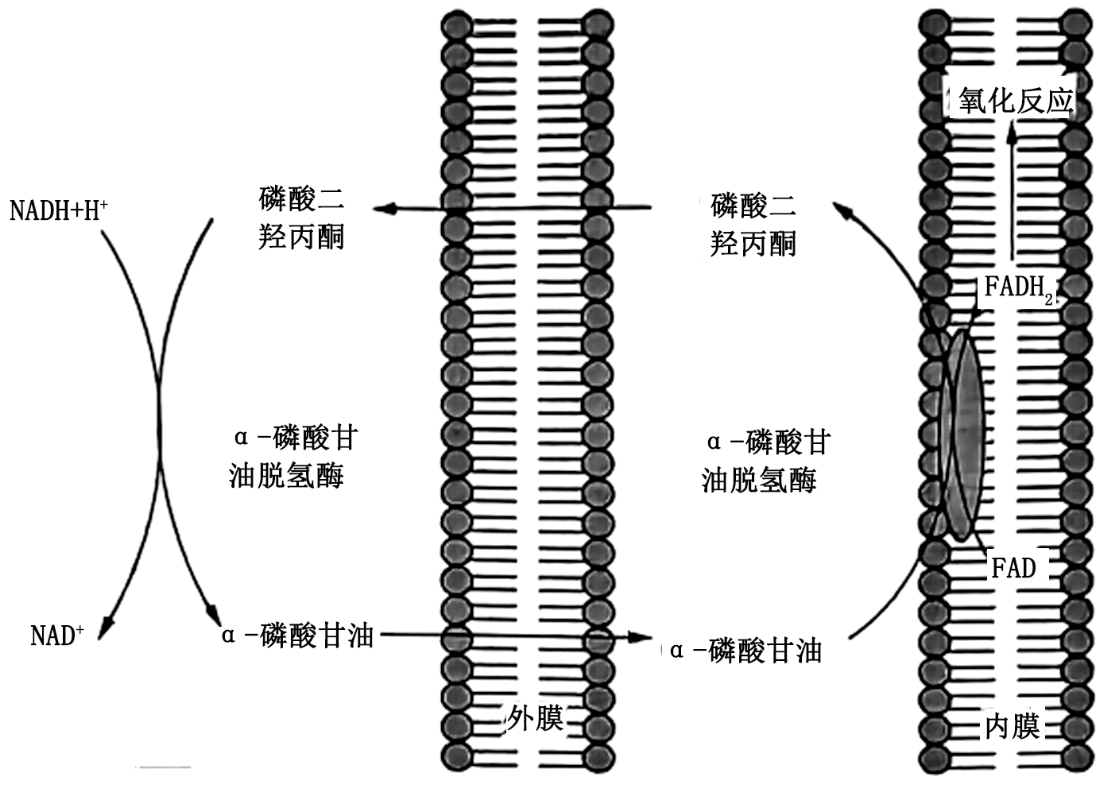 氧化反应
NADH+H⁺
磷酸二
羟丙酮
磷酸二
羟丙酮
FADH₂
α-磷酸甘
油脱氢酶
α-磷酸甘
油脱氢酶
FAD
NAD⁺
α-磷酸甘油
α-磷酸甘油
外膜
内膜